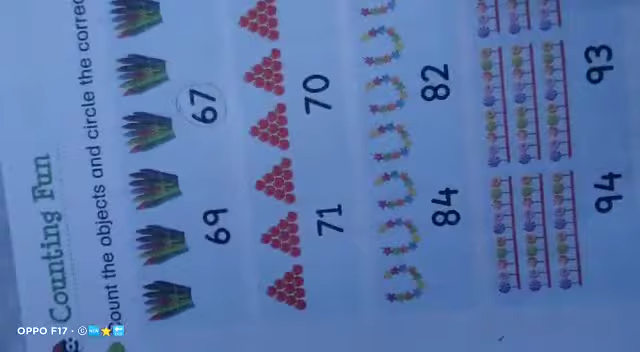 Counting Fun
ount the objects and circle the correc
69 67
71 70
84 82
94 93
OPPO F17